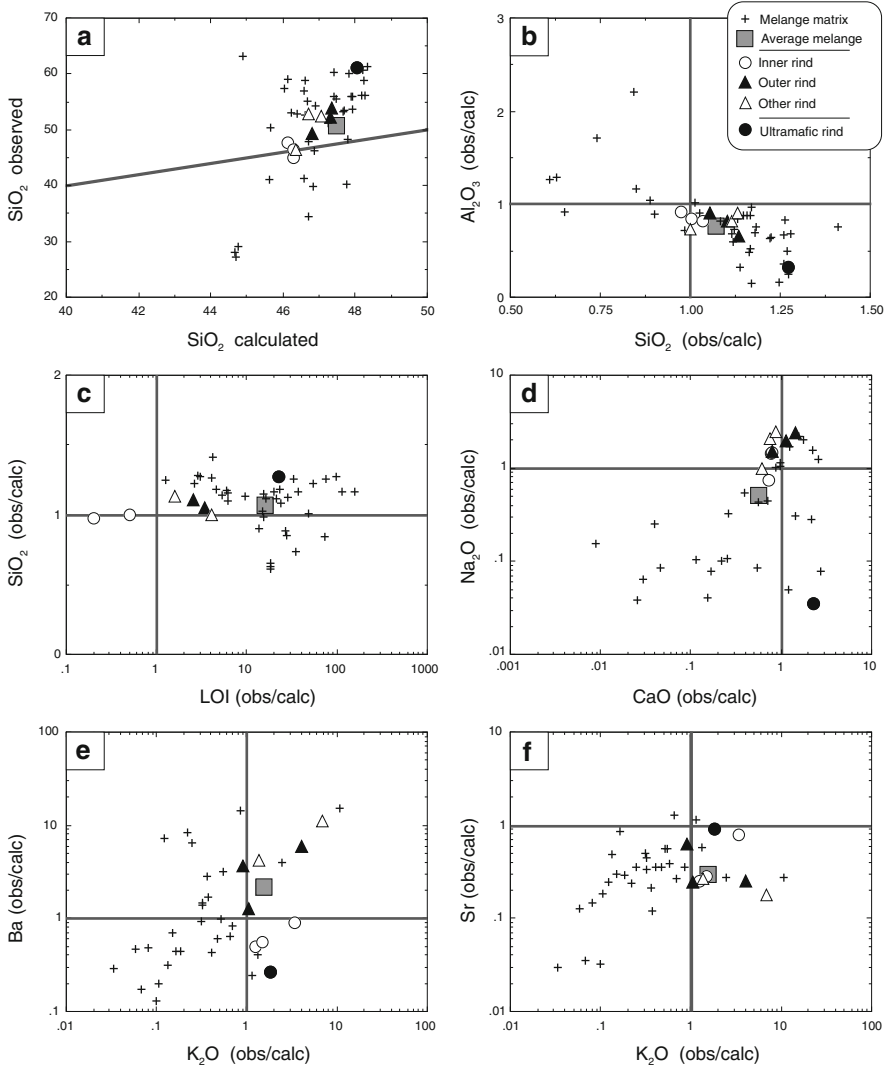 a
SiO2 observed
70
60
50
40
30
20
40
42
44
46
48
50
SiO2 calculated
b
Al2O3 (obs/calc)
3
2
1
0
0.50
0.75
1.00
1.25
1.50
SiO2 (obs/calc)
Melange matrix
Average melange
Inner rind
Outer rind
Other rind
Ultramafic rind
c
SiO2 (obs/calc)
2
1
0
.1
1
10
100
1000
LOI (obs/calc)
d
Na2O (obs/calc)
10
1
.1
.01
.001
.01
.1
1
10
CaO (obs/calc)
e
Ba (obs/calc)
100
10
1
.1
.01
.1
1
10
100
K2O (obs/calc)
f
Sr (obs/calc)
10
1
.1
.01
.01
.1
1
10
100
K2O (obs/calc)